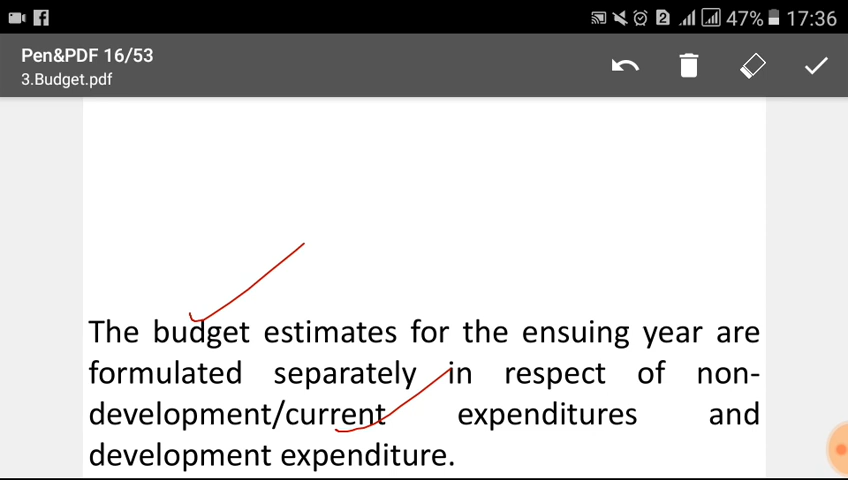 47% 17:36
Pen&PDF 16/53
3.Budget.pdf
The budget estimates for the ensuing year are
formulated separately in respect of non-
development/current expenditures and
development expenditure.